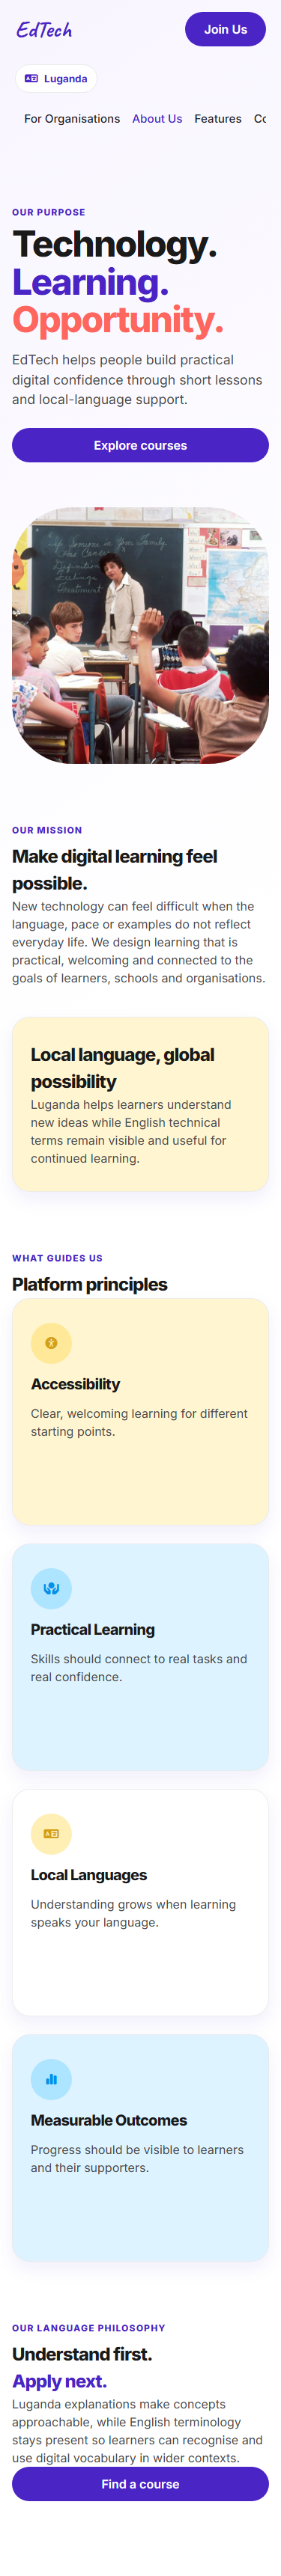 EdTech
Join Us
Luganda
For Organisations About Us Features
OUR PURPOSE
Technology.
Learning.
Opportunity.
EdTech helps people build practical
digital confidence through short lessons
and local-language support.
Explore courses
OUR MISSION
Make digital learning feel
possible.
New technology can feel difficult when the
language, pace or examples do not reflect
everyday life. We design learning that is
practical, welcoming and connected to the
goals of learners, schools and organisations.
Local language, global
possibility
Luganda helps learners understand
new ideas while English technical
terms remain visible and useful for
continued learning.
WHAT GUIDES US
Platform principles
Accessibility
Clear, welcoming learning for different
starting points.
Practical Learning
Skills should connect to real tasks and
real confidence.
Local Languages
Understanding grows when learning
speaks your language.
Measurable Outcomes
Progress should be visible to learners
and their supporters.
OUR LANGUAGE PHILOSOPHY
Understand first.
Apply next.
Luganda explanations make concepts
approachable, while English terminology
stays present so learners can recognise and
use digital vocabulary in wider contexts.
Find a course